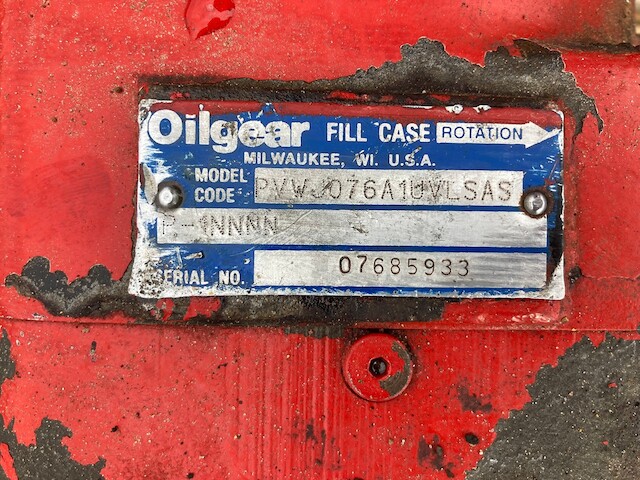 Oilgear FILL CASE ROTATION
MILWAUKEE, WI. U.S.A.
MODEL CODE PVWJ076A1UVLSAS
P-1NNNN
SERIAL NO. 07685933